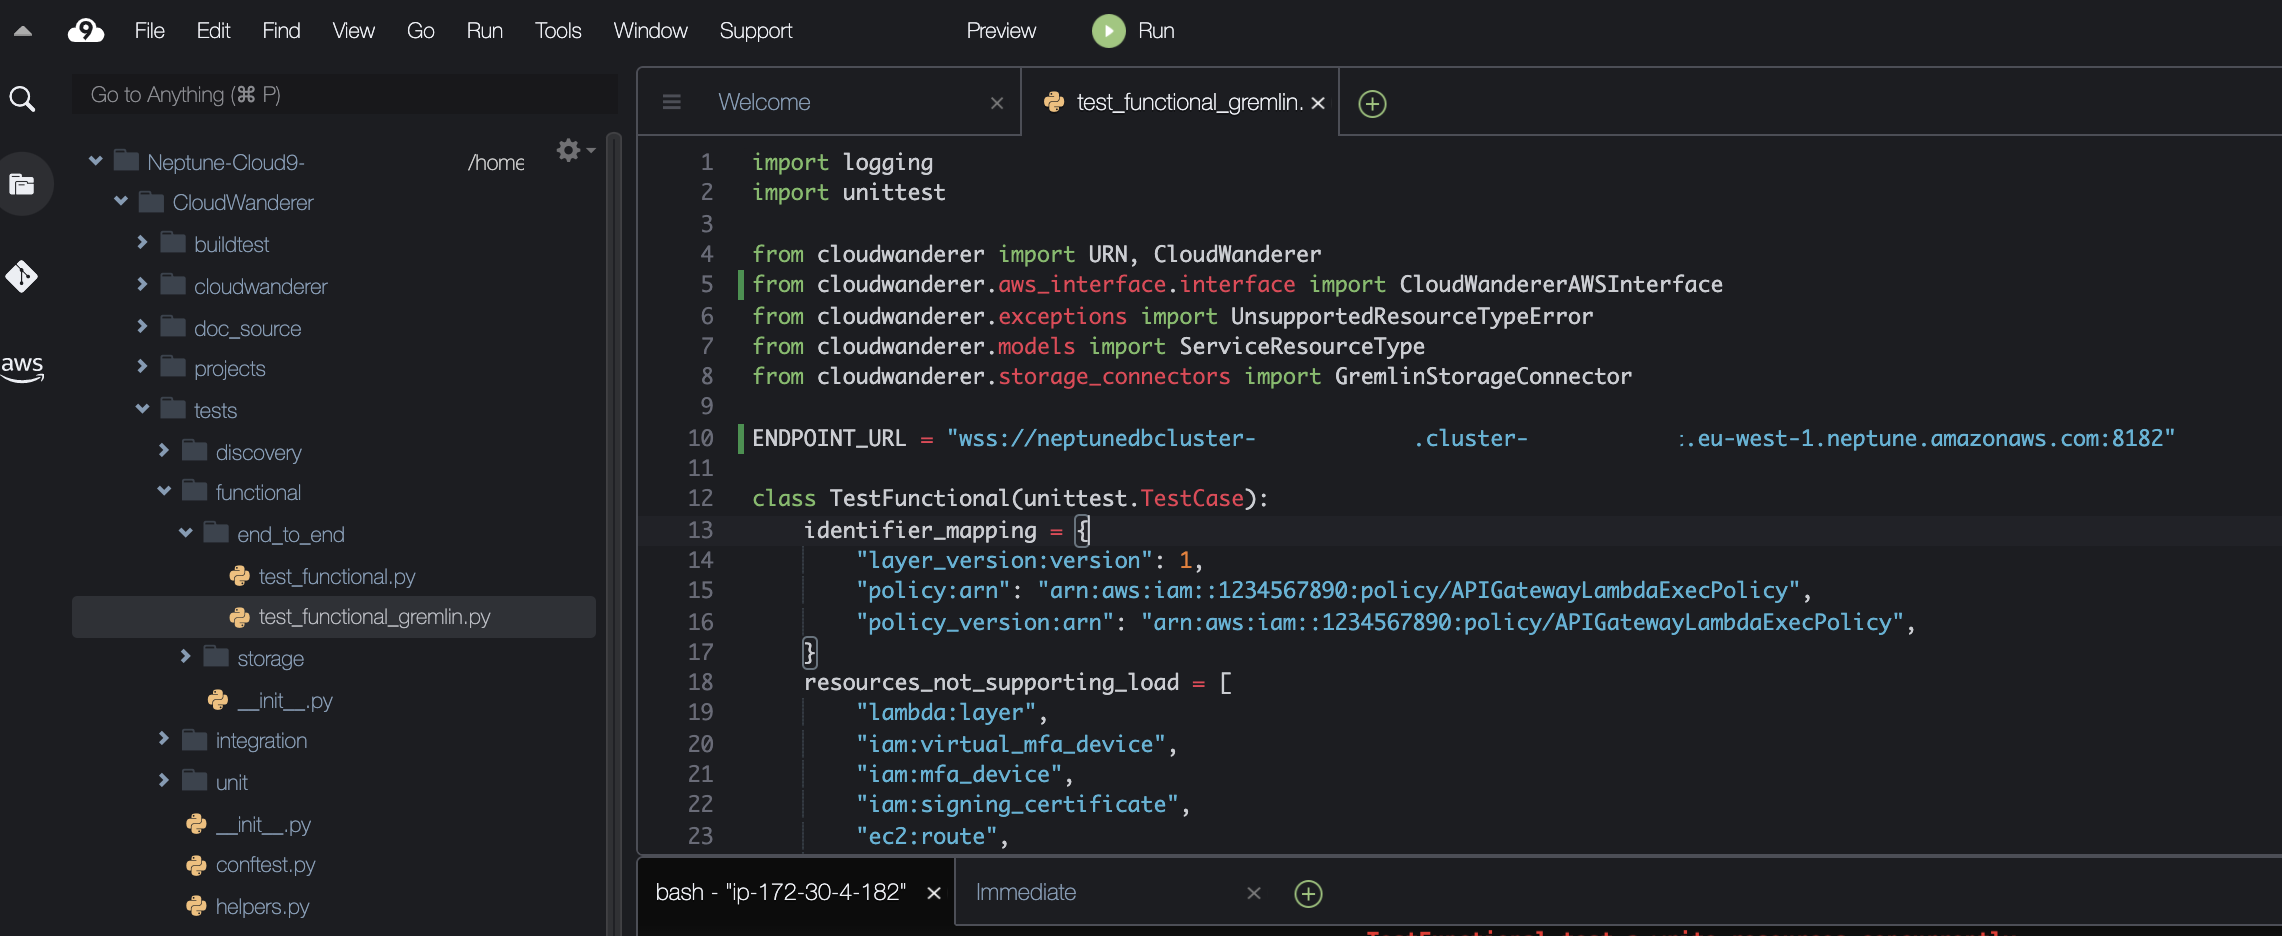 9 File Edit Find View Go Run Tools Window Support Preview Run
Go to Anything (⌘ P)
Neptune-Cloud9- /home
CloudWanderer
buildtest
cloudwanderer
doc_source
projects
tests
discovery
functional
end_to_end
test_functional.py
test_functional_gremlin.py
storage
__init__.py
integration
unit
__init__.py
conftest.py
helpers.py
aws
Welcome
test_functional_gremlin.
1 import logging
2 import unittest
3
4 from cloudwanderer import URN, CloudWanderer
5 from cloudwanderer.aws_interface.interface import CloudWandererAWSInterface
6 from cloudwanderer.exceptions import UnsupportedResourceTypeError
7 from cloudwanderer.models import ServiceResourceType
8 from cloudwanderer.storage_connectors import GremlinStorageConnector
9
10 ENDPOINT_URL = "wss://neptunedbcluster- .cluster- .eu-west-1.neptune.amazonaws.com:8182"
11
12 class TestFunctional(unittest.TestCase):
13 identifier_mapping = {
14 "layer_version:version": 1,
15 "policy:arn": "arn:aws:iam::1234567890:policy/APIGatewayLambdaExecPolicy",
16 "policy_version:arn": "arn:aws:iam::1234567890:policy/APIGatewayLambdaExecPolicy",
17 }
18 resources_not_supporting_load = [
19 "lambda:layer",
20 "iam:virtual_mfa_device",
21 "iam:mfa_device",
22 "iam:signing_certificate",
23 "ec2:route",
bash - "ip-172-30-4-182"
Immediate